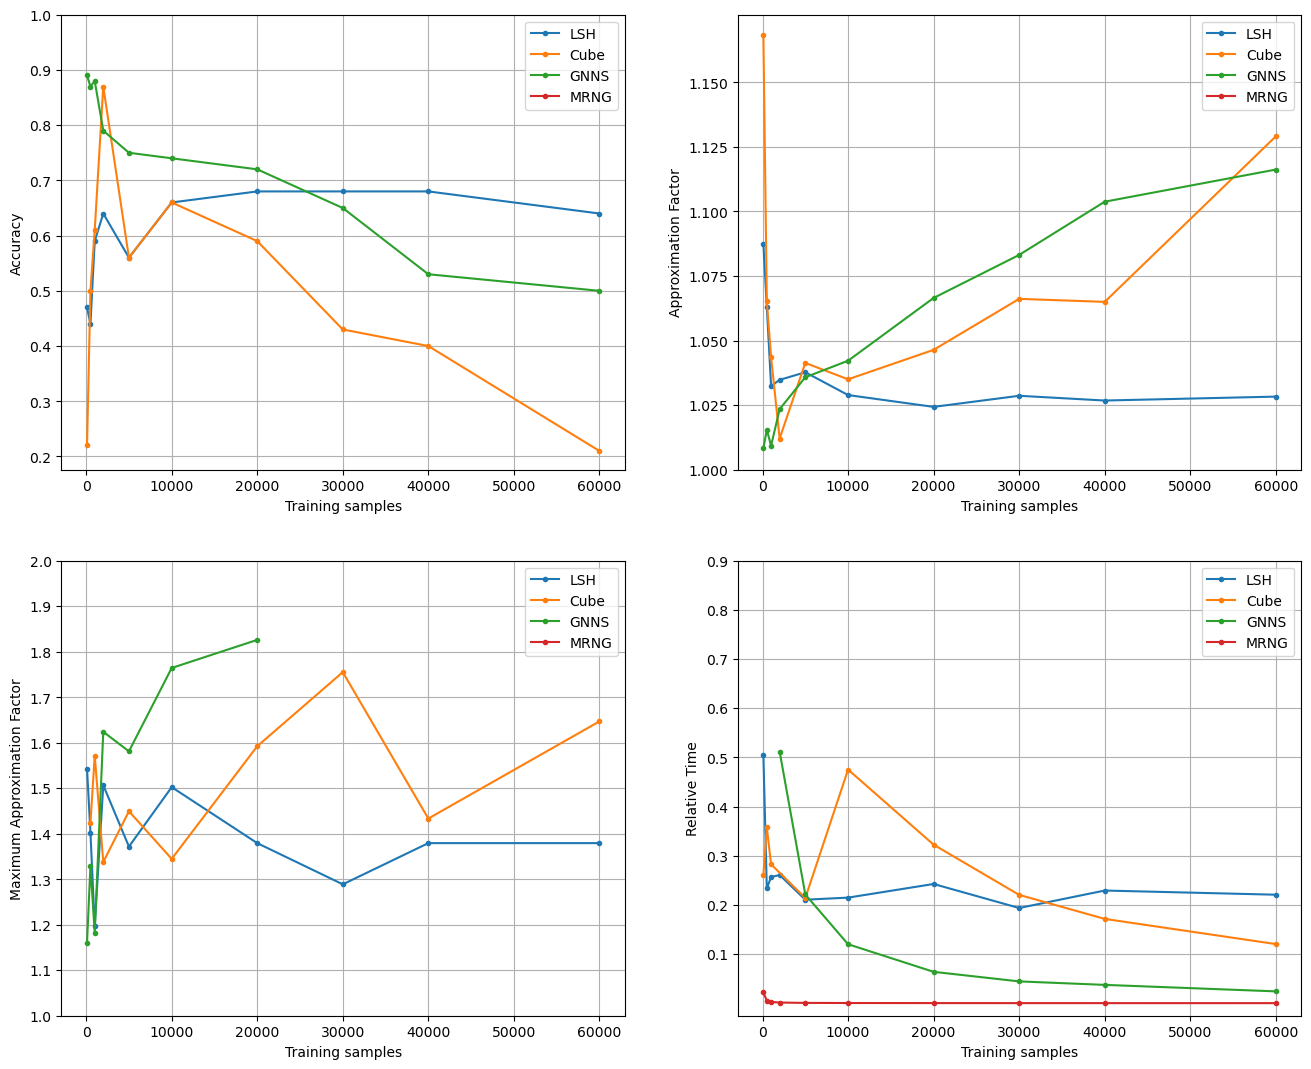 1.0
0.9
0.8
0.7
0.6
0.5
0.4
0.3
0.2
Accuracy
0 10000 20000 30000 40000 50000 60000
Training samples
LSH
Cube
GNNS
MRNG
1.150
1.125
1.100
1.075
1.050
1.025
1.000
Approximation Factor
0 10000 20000 30000 40000 50000 60000
Training samples
LSH
Cube
GNNS
MRNG
2.0
1.9
1.8
1.7
1.6
1.5
1.4
1.3
1.2
1.1
1.0
Maximum Approximation Factor
0 10000 20000 30000 40000 50000 60000
Training samples
LSH
Cube
GNNS
MRNG
0.9
0.8
0.7
0.6
0.5
0.4
0.3
0.2
0.1
Relative Time
0 10000 20000 30000 40000 50000 60000
Training samples
LSH
Cube
GNNS
MRNG